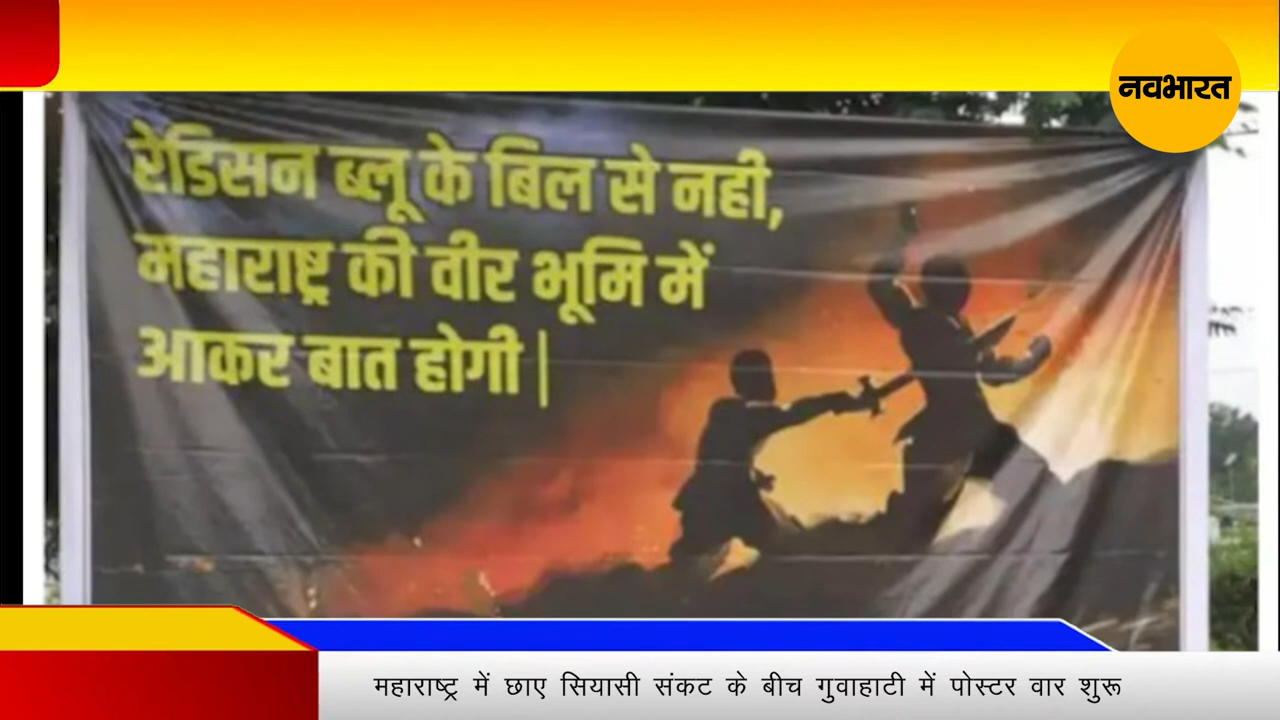 नवभारत
रेडिसन ब्लू के बिल से नही,
महाराष्ट्र की वीर भूमि में
आकर बात होगी |
महाराष्ट्र में छाए सियासी संकट के बीच गुवाहाटी में पोस्टर वार शुरू